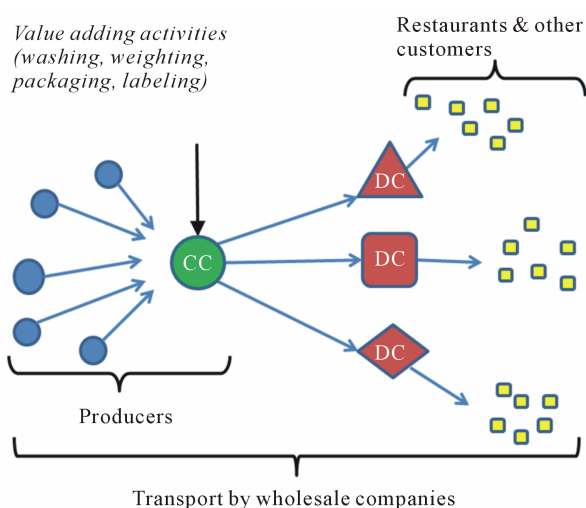 Value adding activities
(washing, weighting,
packaging, labeling)
Restaurants & other
customers
DC
CC
DC
DC
Producers
Transport by wholesale companies